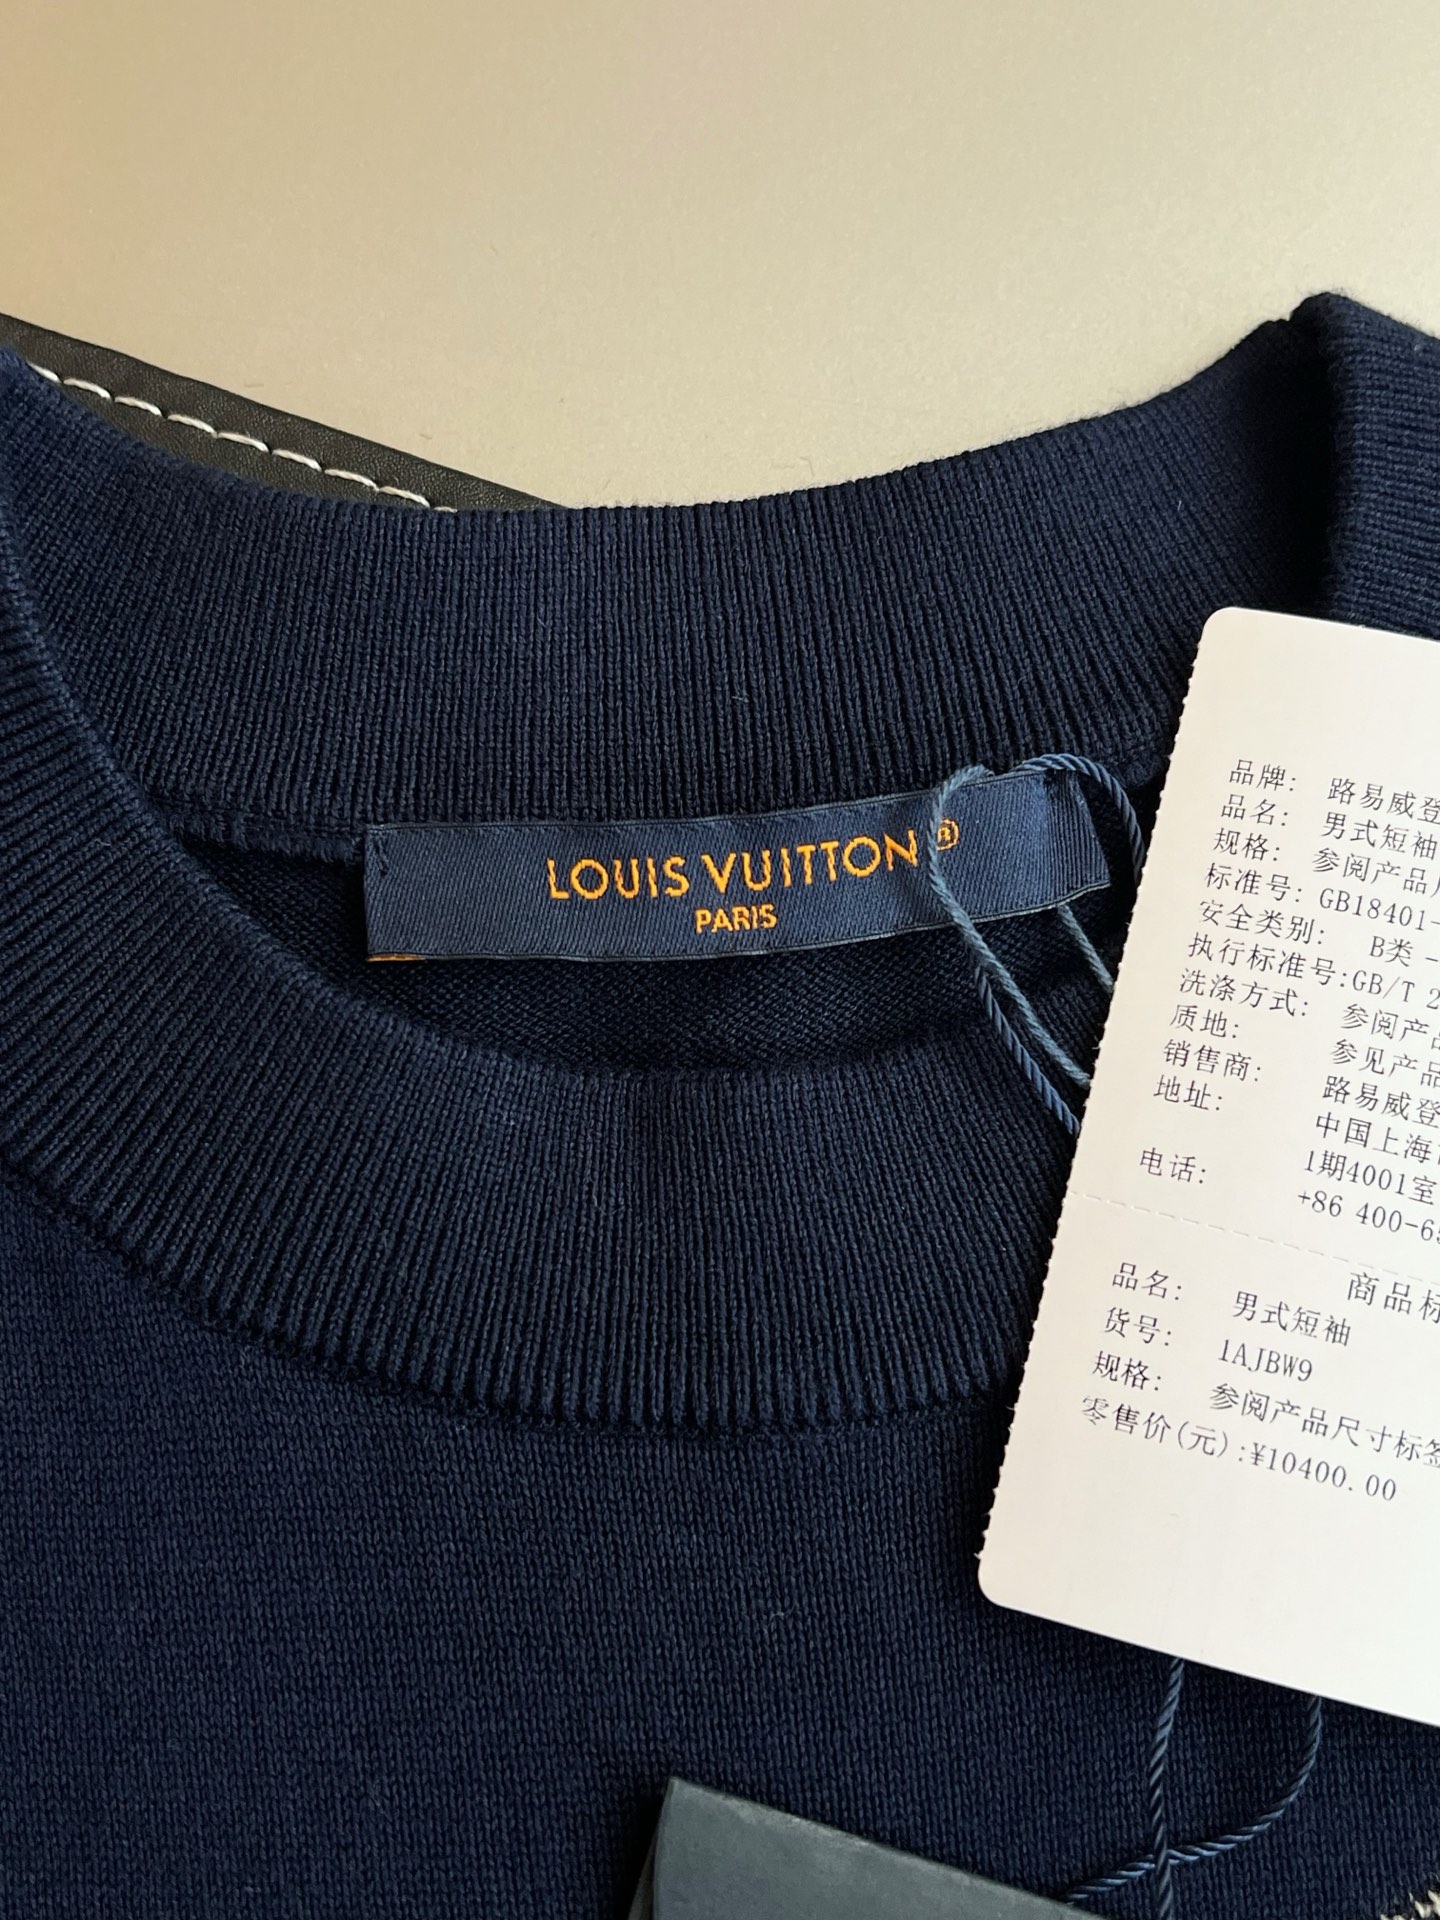 LOUIS VUITTON®
PARIS
品牌: 路易威登
品名: 男式短袖
规格: 参阅产品
标准号: GB18401-
安全类别: B类 -
执行标准号:GB/T 2
洗涤方式: 参阅产品
质地: 参见产品
销售商: 路易威登
地址: 中国上海
1期4001室
电话: +86 400-6
商品标
品名: 男式短袖
货号: 1AJBW9
规格: 参阅产品尺寸标签
零售价(元):¥10400.00